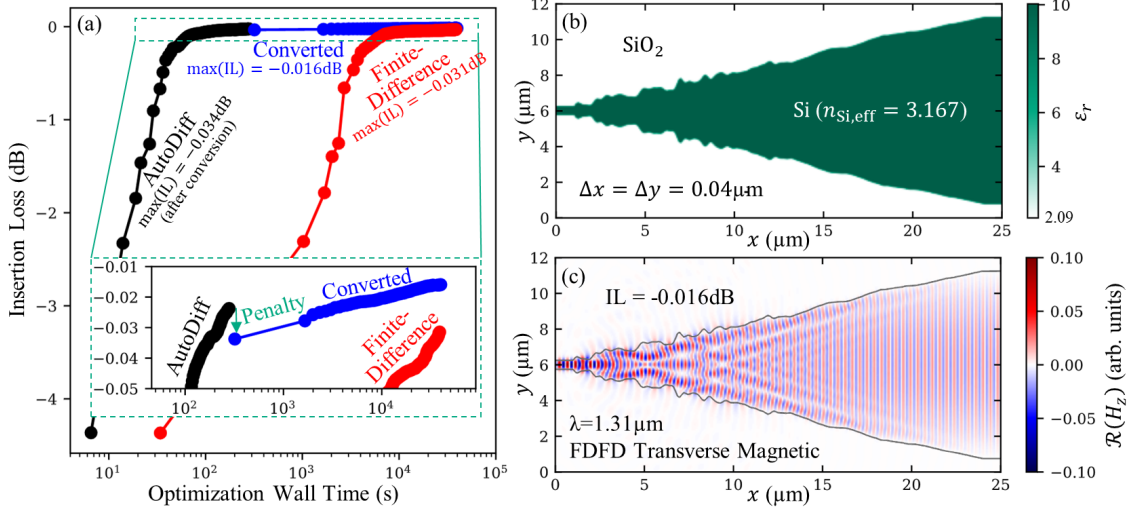 (a)
0
−1
−2
−3
−4
Insertion Loss (dB)
10¹
10²
10³
10⁴
10⁵
Optimization Wall Time (s)
Converted
max(IL) = −0.016dB
Finite-
Difference
max(IL) = −0.031dB
AutoDiff
max(IL) = −0.034dB
(after conversion)
−0.01
−0.02
−0.03
−0.04
−0.05
10²
10³
10⁴
AutoDiff
Penalty
Converted
Finite-
Difference
(b)
SiO₂
Si (n_Si,eff = 3.167)
Δx = Δy = 0.04μm
y (μm)
12
10
8
6
4
2
0
0
5
10
15
20
25
x (μm)
10
8
6
4
2.09
εr
(c)
IL = -0.016dB
λ=1.31μm
FDFD Transverse Magnetic
y (μm)
12
10
8
6
4
2
0
0
5
10
15
20
25
x (μm)
0.10
0.05
0.00
−0.05
−0.10
ℛ(Hz) (arb. units)